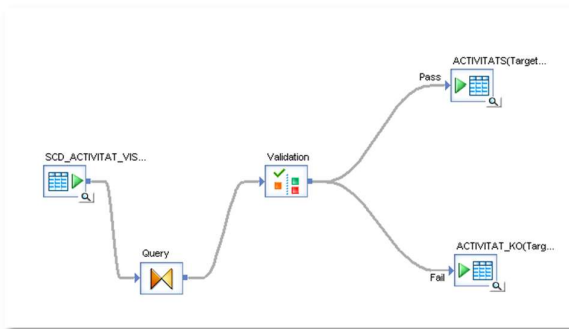 ACTIVITATS(Target...
Pass
SCD_ACTIVITAT_VIS...
Validation
Query
ACTIVITAT_KO(Targ...
Fail